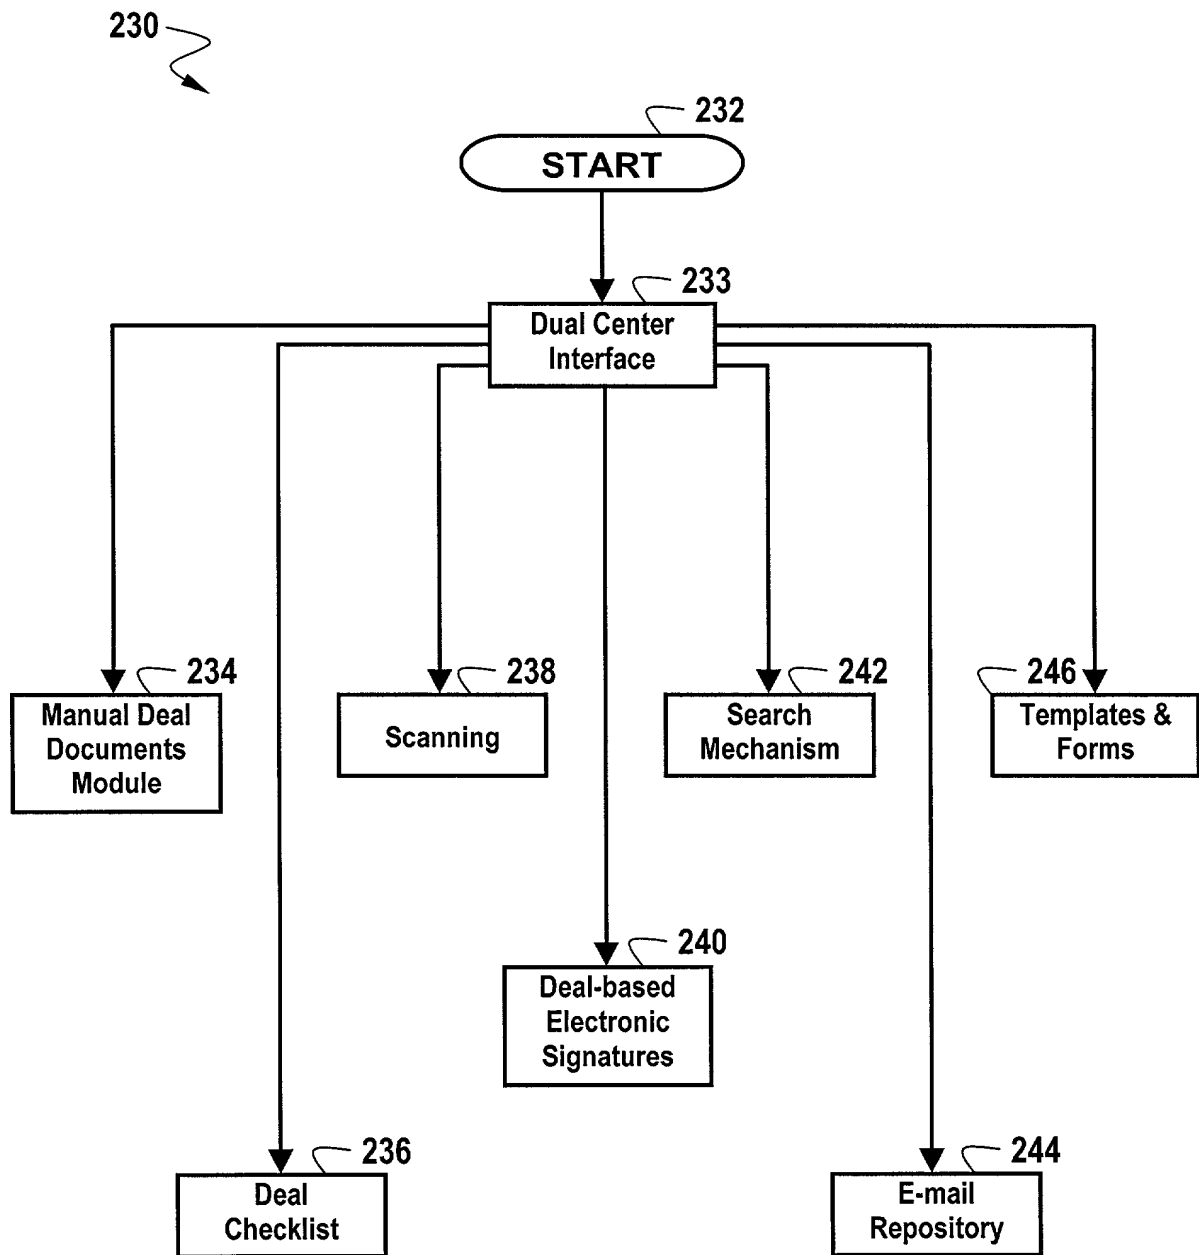 230
232
START
233
Dual Center
Interface
234
Manual Deal
Documents
Module
238
Scanning
242
Search
Mechanism
246
Templates &
Forms
240
Deal-based
Electronic
Signatures
236
Deal
Checklist
244
E-mail
Repository